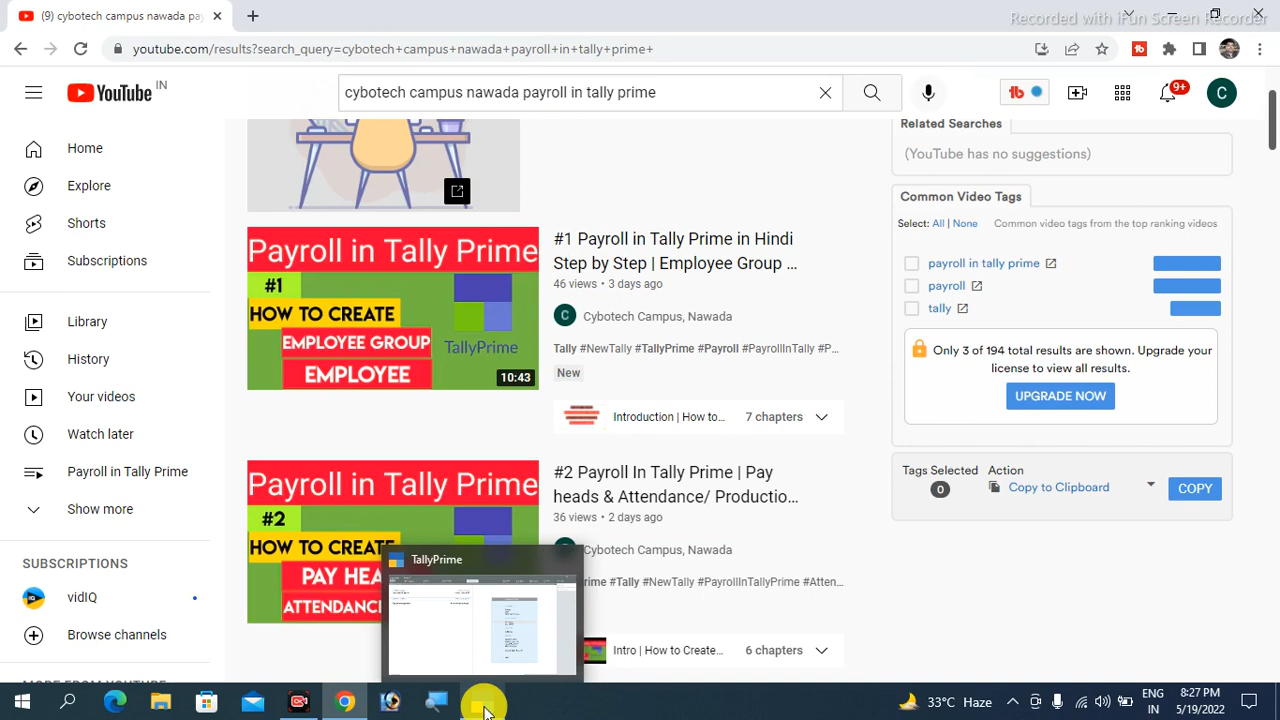 Recorded with iFun Screen Recorder
(9) cybotech campus nawada pa
youtube.com/results?search_query=cybotech+campus+nawada+payroll+in+tally+prime+
YouTube IN
cybotech campus nawada payroll in tally prime
9+
C
Home
Explore
Shorts
Subscriptions
Library
History
Your videos
Watch later
Payroll in Tally Prime
Show more
SUBSCRIPTIONS
vidIQ
Browse channels
MORE FROM YOUTUBE
Payroll in Tally Prime
#1
HOW TO CREATE
EMPLOYEE GROUP
EMPLOYEE
TallyPrime
10:43
#1 Payroll in Tally Prime in Hindi
Step by Step | Employee Group ...
46 views • 3 days ago
C Cybotech Campus, Nawada
Tally #NewTally #TallyPrime #Payroll #PayrollInTally #P...
New
Introduction | How to... 7 chapters
Payroll in Tally Prime
#2
HOW TO CREATE
PAY HEA
ATTENDANC
#2 Payroll In Tally Prime | Pay
heads & Attendance/ Productio...
36 views • 2 days ago
Cybotech Campus, Nawada
rime #Tally #NewTally #PayrollInTallyPrime #Atten...
Intro | How to Create... 6 chapters
TallyPrime
Related Searches
(YouTube has no suggestions)
Common Video Tags
Select: All | None Common video tags from the top ranking videos
payroll in tally prime
payroll
tally
Only 3 of 194 total results are shown. Upgrade your
license to view all results.
UPGRADE NOW
Tags Selected
0
Action
Copy to Clipboard
COPY
33°C Haze
ENG
IN
8:27 PM
5/19/2022